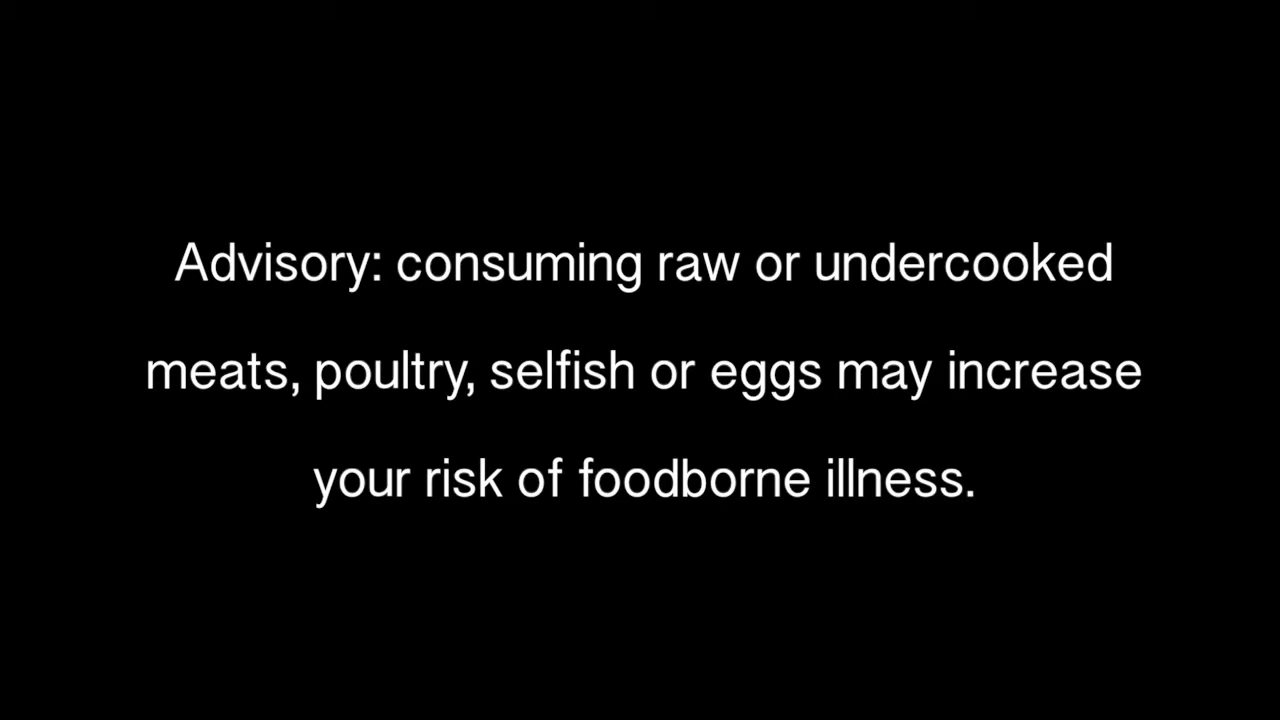 Advisory: consuming raw or undercooked
meats, poultry, selfish or eggs may increase
your risk of foodborne illness.